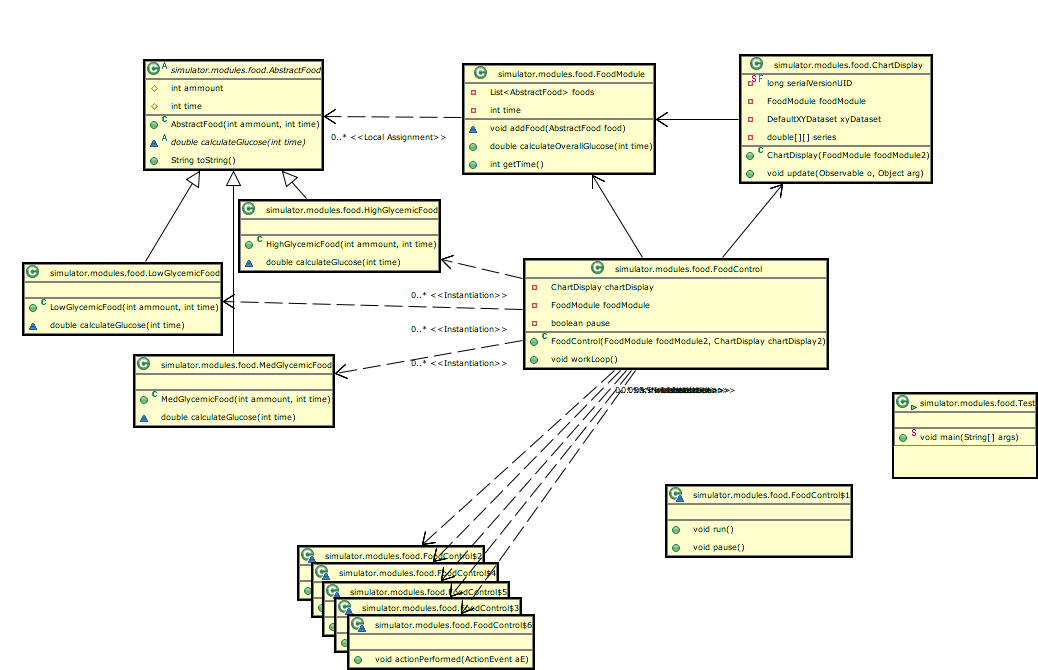 simulator.modules.food.AbstractFood
int ammount
int time
AbstractFood(int ammount, int time)
double calculateGlucose(int time)
String toString()
0..* <<Local Assignment>>
simulator.modules.food.FoodModule
List<AbstractFood> foods
int time
void addFood(AbstractFood food)
double calculateOverallGlucose(int time)
int getTime()
simulator.modules.food.ChartDisplay
long serialVersionUID
FoodModule foodModule
DefaultXYDataset xyDataset
double[][] series
ChartDisplay(FoodModule foodModule2)
void update(Observable o, Object arg)
simulator.modules.food.HighGlycemicFood
HighGlycemicFood(int ammount, int time)
double calculateGlucose(int time)
simulator.modules.food.LowGlycemicFood
LowGlycemicFood(int ammount, int time)
double calculateGlucose(int time)
simulator.modules.food.MedGlycemicFood
MedGlycemicFood(int ammount, int time)
double calculateGlucose(int time)
0..* <<Instantiation>>
0..* <<Instantiation>>
0..* <<Instantiation>>
simulator.modules.food.FoodControl
ChartDisplay chartDisplay
FoodModule foodModule
boolean pause
FoodControl(FoodModule foodModule2, ChartDisplay chartDisplay2)
void workLoop()
simulator.modules.food.Test
void main(String[] args)
simulator.modules.food.FoodControl$1
void run()
void pause()
simulator.modules.food.FoodControl$2
simulator.modules.food.FoodControl$4
simulator.modules.food.FoodControl$5
simulator.modules.food.FoodControl$3
simulator.modules.food.FoodControl$6
void actionPerformed(ActionEvent aE)